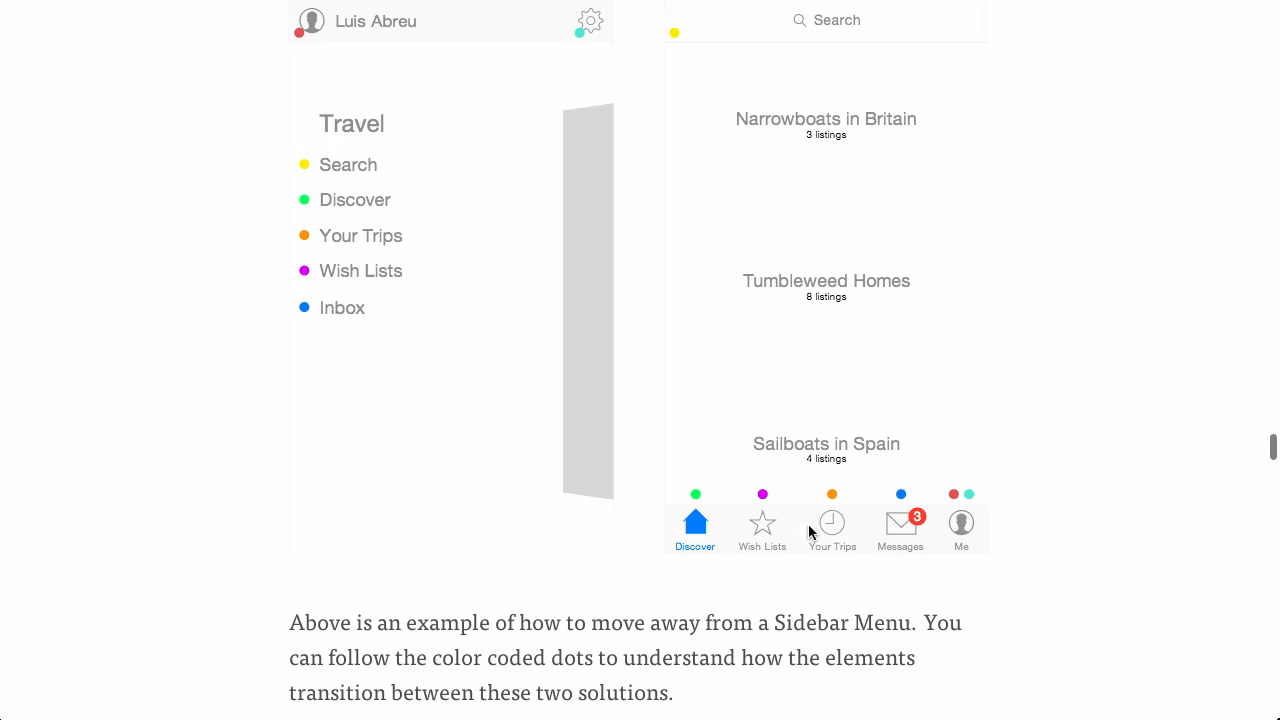 Luis Abreu
Travel
Search
Discover
Your Trips
Wish Lists
Inbox
Search
Narrowboats in Britain
3 listings
Tumbleweed Homes
8 listings
Sailboats in Spain
4 listings
3
Discover Wish Lists Your Trips Messages Me
Above is an example of how to move away from a Sidebar Menu. You
can follow the color coded dots to understand how the elements
transition between these two solutions.